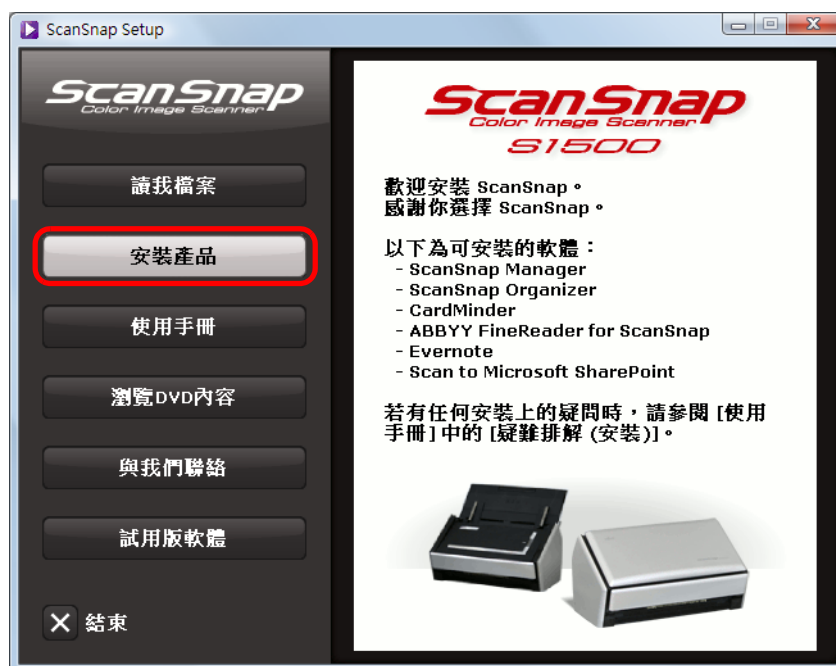 ScanSnap Setup
ScanSnap
Color Image Scanner
讀我檔案
安裝產品
使用手冊
瀏覽DVD內容
與我們聯絡
試用版軟體
結束
ScanSnap
Color Image Scanner
S1500
歡迎安裝 ScanSnap。
感謝你選擇 ScanSnap。
以下為可安裝的軟體：
- ScanSnap Manager
- ScanSnap Organizer
- CardMinder
- ABBYY FineReader for ScanSnap
- Evernote
- Scan to Microsoft SharePoint
若有任何安裝上的疑問時，請參閱 [使用
手冊] 中的 [疑難排解 (安裝)]。